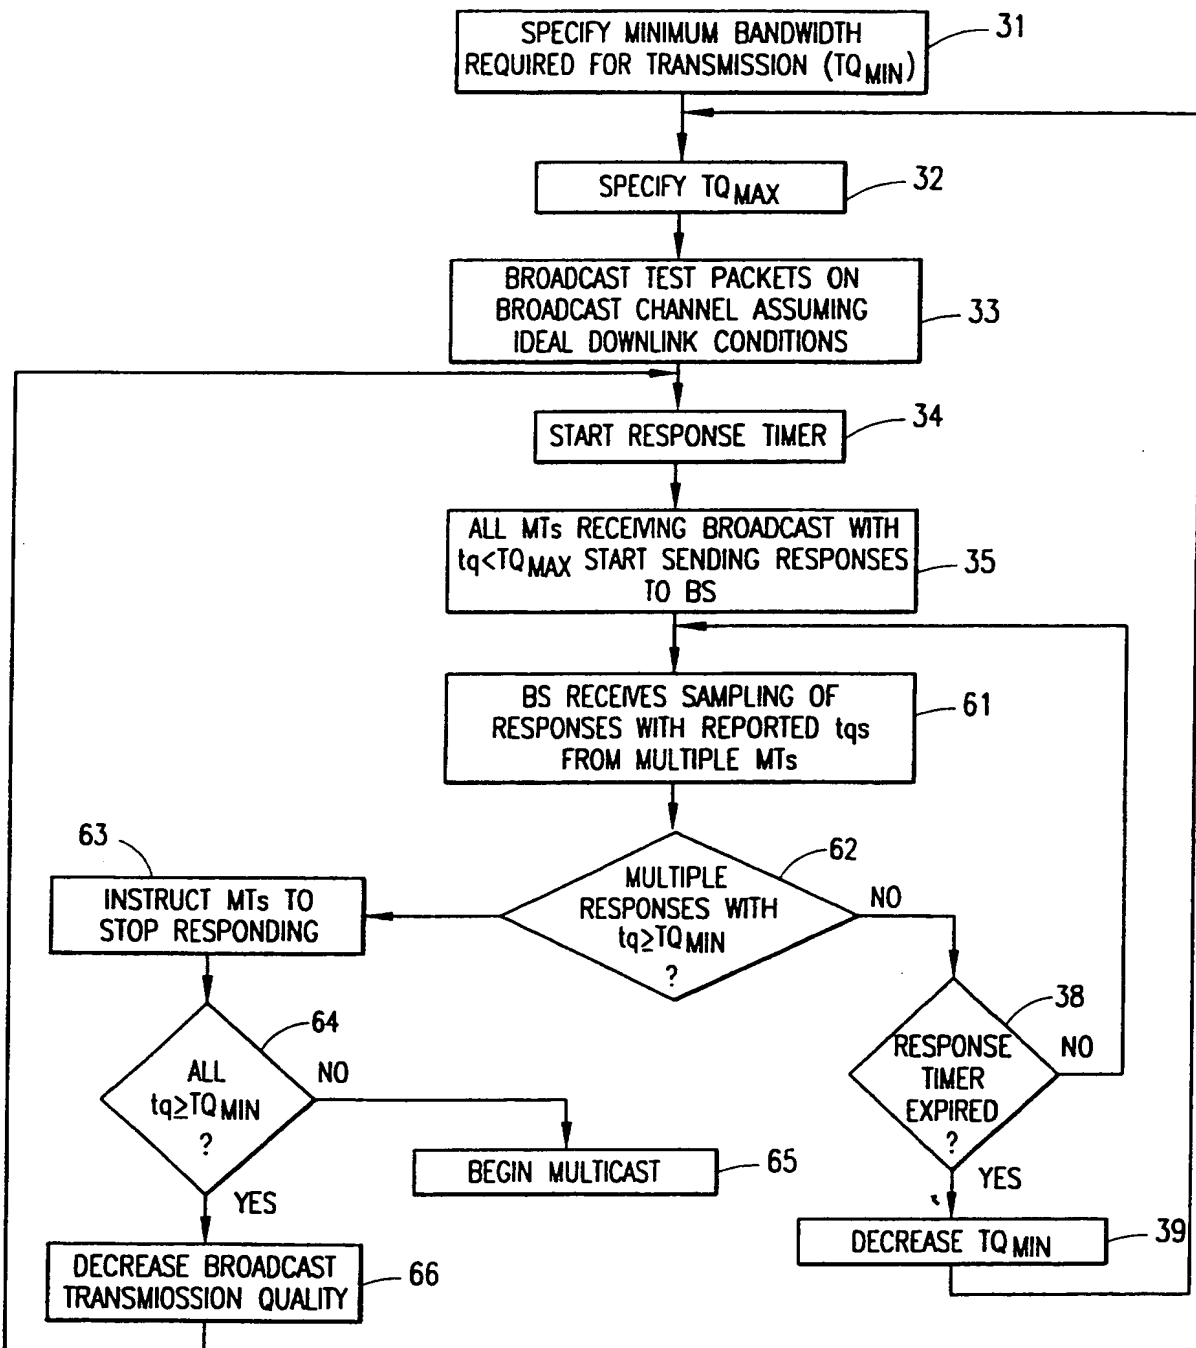 SPECIFY MINIMUM BANDWIDTH
REQUIRED FOR TRANSMISSION (TQMIN)
31
SPECIFY TQMAX
32
BROADCAST TEST PACKETS ON
BROADCAST CHANNEL ASSUMING
IDEAL DOWNLINK CONDITIONS
33
START RESPONSE TIMER
34
ALL MTs RECEIVING BROADCAST WITH
tq<TQMAX START SENDING RESPONSES
TO BS
35
BS RECEIVES SAMPLING OF
RESPONSES WITH REPORTED tqs
FROM MULTIPLE MTs
61
MULTIPLE
RESPONSES WITH
tq≥TQMIN
?
62
NO
63
INSTRUCT MTs TO
STOP RESPONDING
RESPONSE
TIMER
EXPIRED
?
38
NO
YES
ALL
tq≥TQMIN
?
64
NO
YES
BEGIN MULTICAST
65
DECREASE TQMIN
39
DECREASE BROADCAST
TRANSMIOSSION QUALITY
66